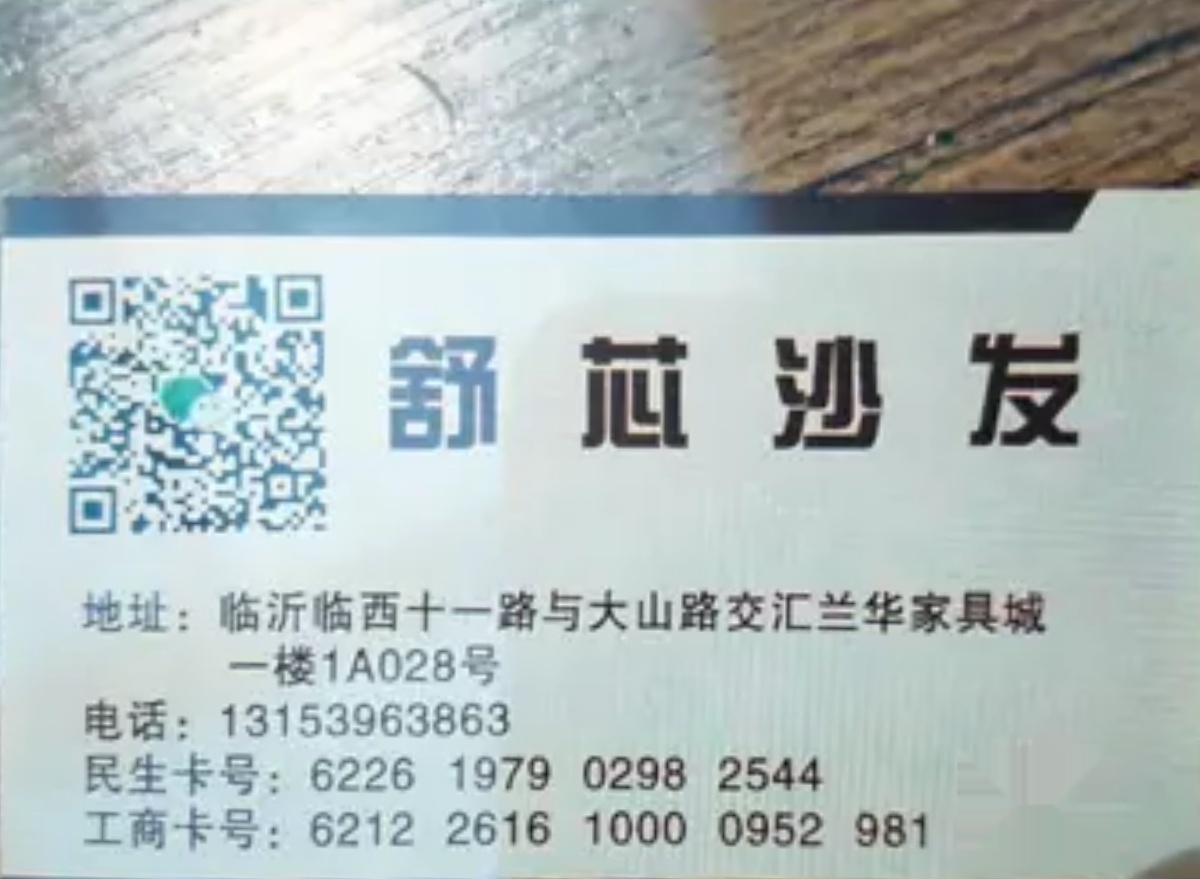 舒芯沙发
地址：临沂临西十一路与大山路交汇兰华家具城
一楼1A028号
电话：13153963863
民生卡号：6226 1979 0298 2544
工商卡号：6212 2616 1000 0952 981